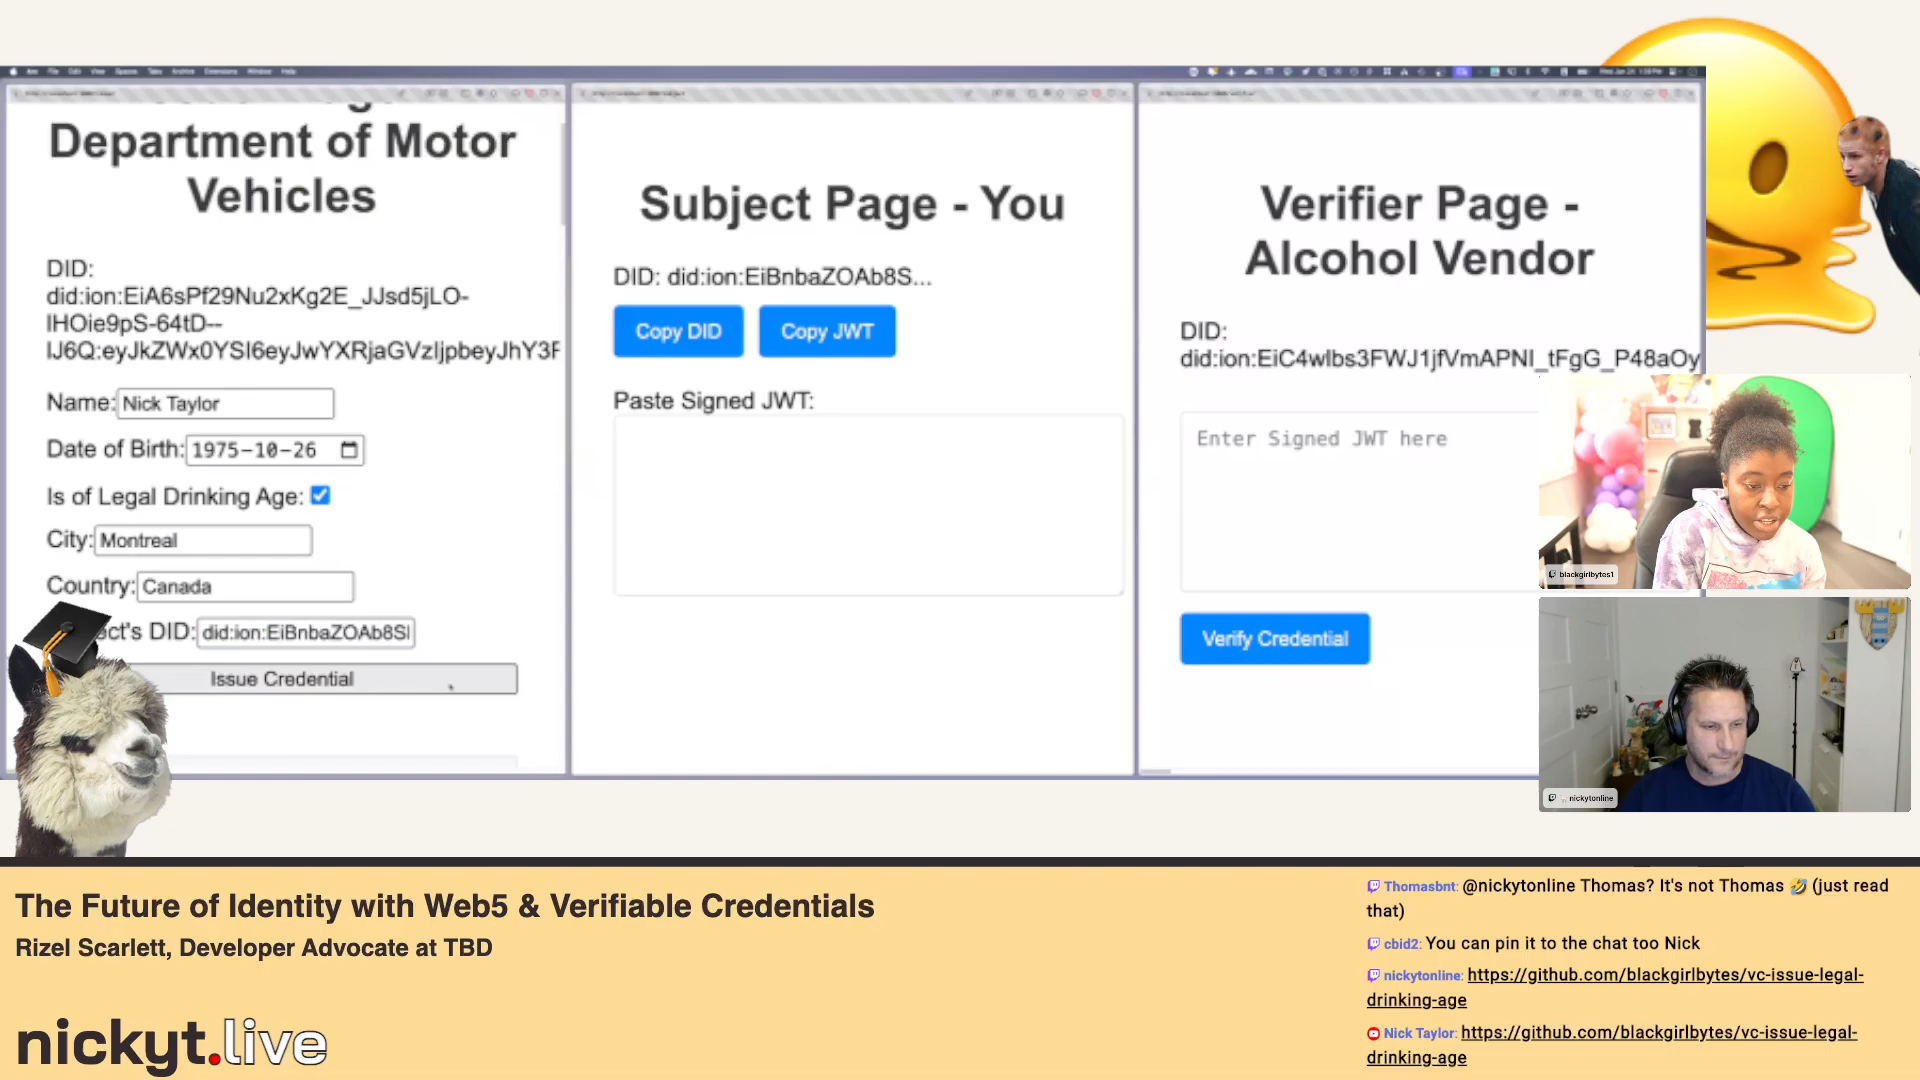 Department of Motor
Vehicles
DID:
did:ion:EiA6sPf29Nu2xKg2E_JJsd5jLO-
IHOie9pS-64tD--
IJ6Q:eyJkZWx0YSI6eyJwYXRjaGVzIjpbeyJhY3F
Name: Nick Taylor
Date of Birth: 1975-10-26
Is of Legal Drinking Age:
City: Montreal
Country: Canada
ect's DID: did:ion:EiBnbaZOAb8SI
Issue Credential
Subject Page - You
DID: did:ion:EiBnbaZOAb8S...
Copy DID Copy JWT
Paste Signed JWT:
Verifier Page -
Alcohol Vendor
DID:
did:ion:EiC4wIbs3FWJ1jfVmAPNI_tFgG_P48aOy
Enter Signed JWT here
Verify Credential
blackgirlbytes1
nickytonline
The Future of Identity with Web5 & Verifiable Credentials
Rizel Scarlett, Developer Advocate at TBD
nickyt.live
Thomasbnt: @nickytonline Thomas? It's not Thomas 🤣 (just read
that)
cbid2: You can pin it to the chat too Nick
nickytonline: https://github.com/blackgirlbytes/vc-issue-legal-
drinking-age
Nick Taylor: https://github.com/blackgirlbytes/vc-issue-legal-
drinking-age